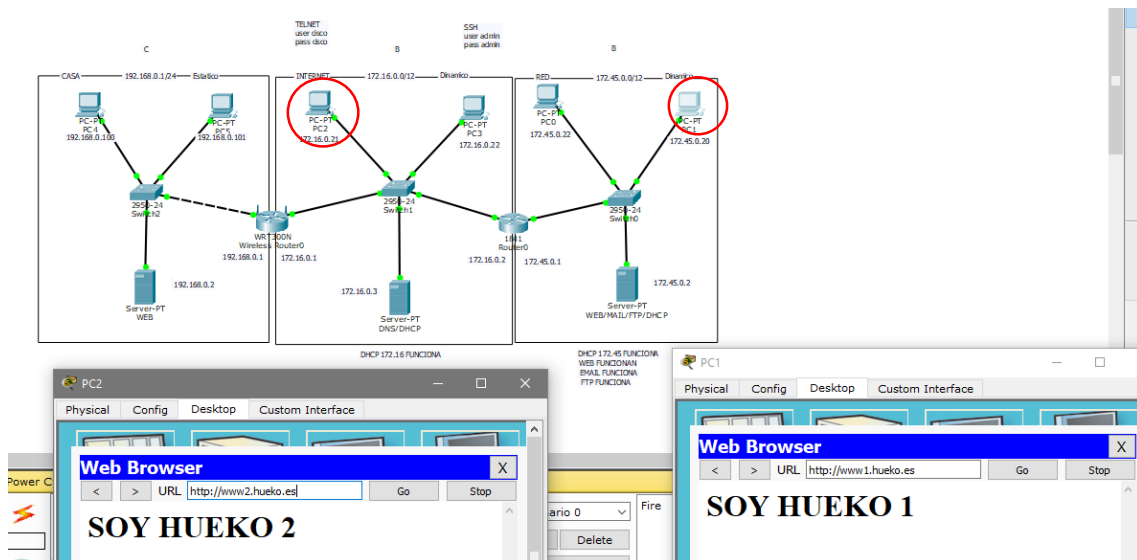 TELNET
user cisco
pass cisco
SSH
user admin
pass admin
C
B
B
CASA
192.168.0.1/24
Estatico
INTERNET
172.16.0.0/12
Dinamico
RED
172.45.0.0/12
Dinamico
PC-PT
PC4
192.168.0.100
PC-PT
PC5
192.168.0.101
PC-PT
PC2
172.16.0.21
PC-PT
PC3
172.16.0.22
PC-PT
PC0
172.45.0.22
PC-PT
PC1
172.45.0.20
2950-24
Switch2
2950-24
Switch1
2950-24
Switch0
WRT300N
Wireless Router0
192.168.0.1
172.16.0.1
1841
Router0
172.16.0.2
172.45.0.1
192.168.0.2
Server-PT
WEB
172.16.0.3
Server-PT
DNS/DHCP
172.45.0.2
Server-PT
WEB/MAIL/FTP/DHCP
DHCP 172.16 FUNCIONA
DHCP 172.45 FUNCIONA
WEB FUNCIONAN
EMAIL FUNCIONA
FTP FUNCIONA
PC2
Physical Config Desktop Custom Interface
Web Browser X
< > URL http://www2.hueko.es Go Stop
SOY HUEKO 2
PC1
Physical Config Desktop Custom Interface
Web Browser X
< > URL http://www1.hueko.es Go Stop
SOY HUEKO 1
Power C
ario 0
Fire
Delete